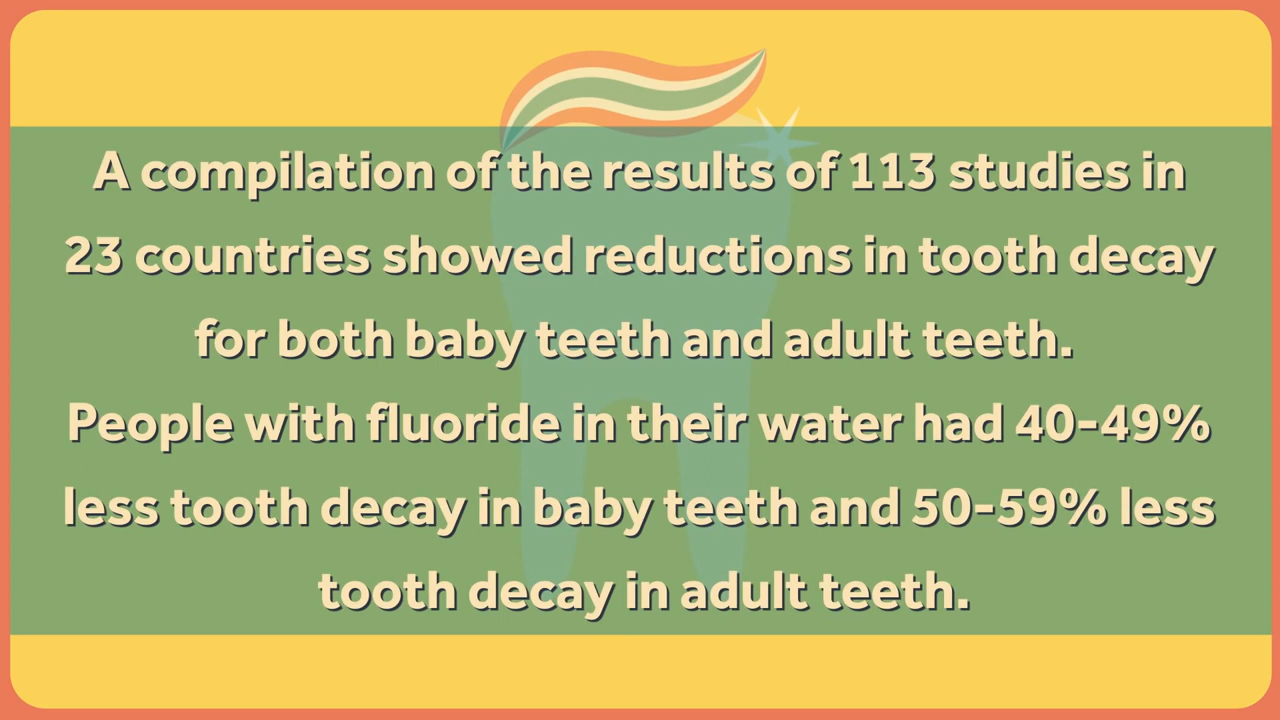 A compilation of the results of 113 studies in
23 countries showed reductions in tooth decay
for both baby teeth and adult teeth.
People with fluoride in their water had 40-49%
less tooth decay in baby teeth and 50-59% less
tooth decay in adult teeth.